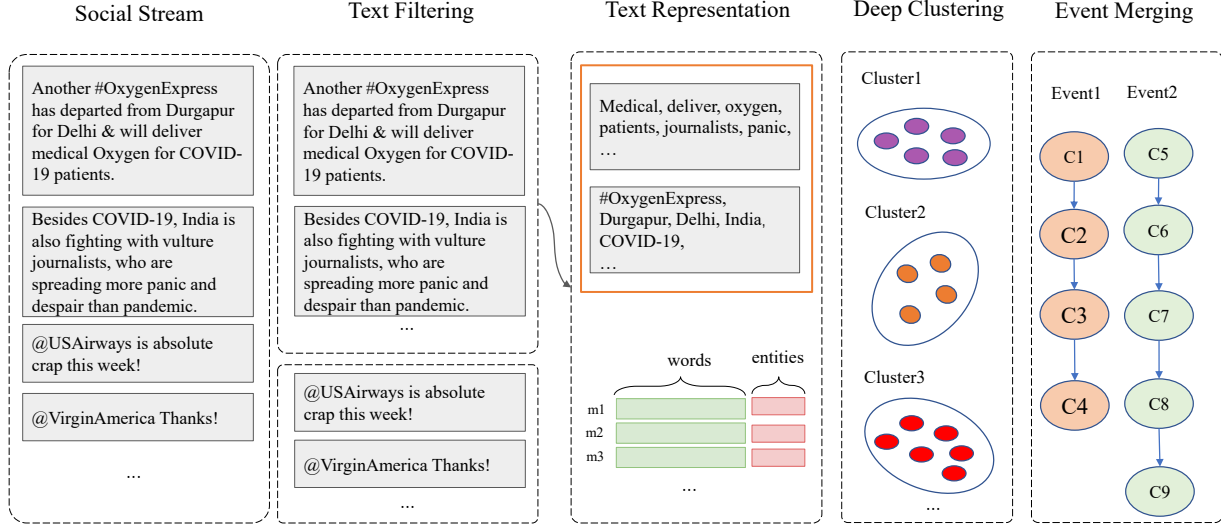 Social Stream
Another #OxygenExpress
has departed from Durgapur
for Delhi & will deliver
medical Oxygen for COVID-
19 patients.
Besides COVID-19, India is
also fighting with vulture
journalists, who are
spreading more panic and
despair than pandemic.
@USAirways is absolute
crap this week!
@VirginAmerica Thanks!
...
Text Filtering
Another #OxygenExpress
has departed from Durgapur
for Delhi & will deliver
medical Oxygen for COVID-
19 patients.
Besides COVID-19, India is
also fighting with vulture
journalists, who are
spreading more panic and
despair than pandemic.
...
@USAirways is absolute
crap this week!
@VirginAmerica Thanks!
...
Text Representation
Medical, deliver, oxygen,
patients, journalists, panic,
...
#OxygenExpress,
Durgapur, Delhi, India,
COVID-19,
...
words entities
m1
m2
m3
...
Deep Clustering
Cluster1
Cluster2
Cluster3
...
Event Merging
Event1 Event2
C1
C2
C3
C4
C5
C6
C7
C8
C9